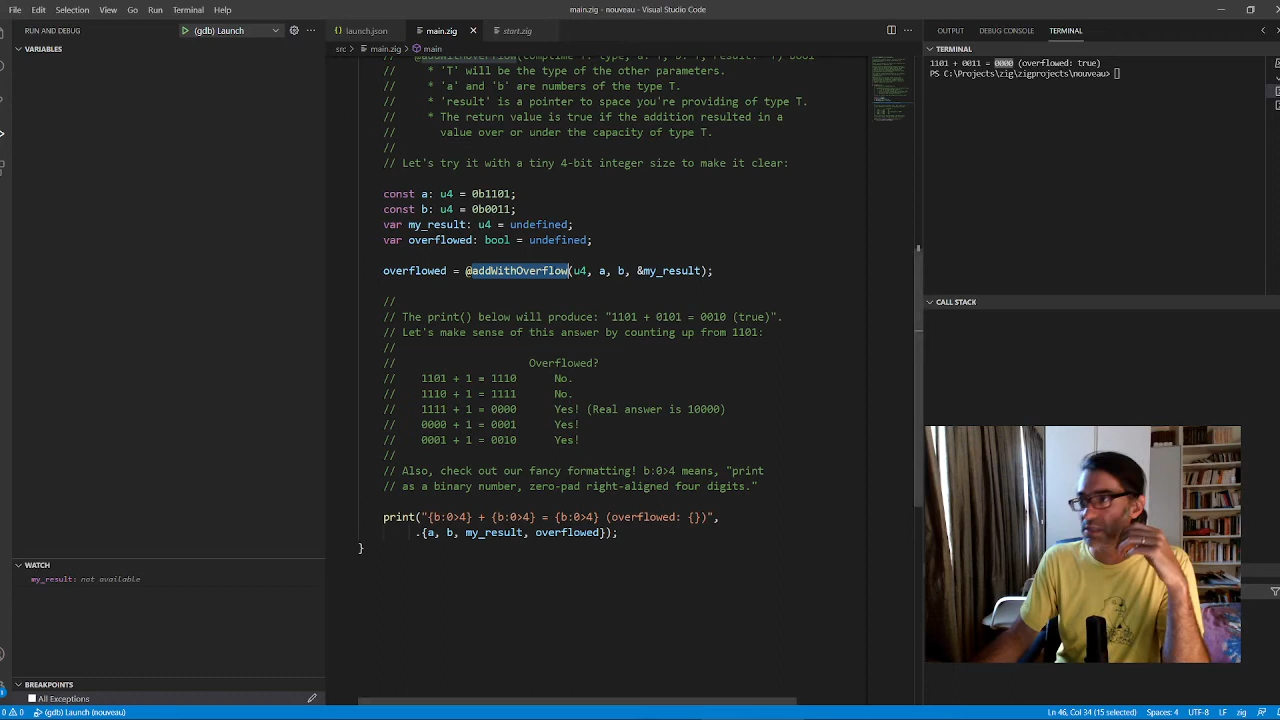 File Edit Selection View Go Run Terminal Help
main.zig - nouveau - Visual Studio Code
RUN AND DEBUG
(gdb) Launch
launch.json
main.zig
start.zig
OUTPUT DEBUG CONSOLE TERMINAL
VARIABLES
src > main.zig > main
TERMINAL
1101 + 0011 = 0000 (overflowed: true)
PS C:\Projects\zig\zigprojects\nouveau>
// * 'T' will be the type of the other parameters.
// * 'a' and 'b' are numbers of the type T.
// * 'result' is a pointer to space you're providing of type T.
// * The return value is true if the addition resulted in a
// value over or under the capacity of type T.
//
// Let's try it with a tiny 4-bit integer size to make it clear:
const a: u4 = 0b1101;
const b: u4 = 0b0011;
var my_result: u4 = undefined;
var overflowed: bool = undefined;
overflowed = @addWithOverflow(u4, a, b, &my_result);
//
// The print() below will produce: "1101 + 0101 = 0010 (true)".
// Let's make sense of this answer by counting up from 1101:
//
// Overflowed?
// 1101 + 1 = 1110 No.
// 1110 + 1 = 1111 No.
// 1111 + 1 = 0000 Yes! (Real answer is 10000)
// 0000 + 1 = 0001 Yes!
// 0001 + 1 = 0010 Yes!
//
// Also, check out our fancy formatting! b:0>4 means, "print
// as a binary number, zero-pad right-aligned four digits."
print("{b:0>4} + {b:0>4} = {b:0>4} (overflowed: {})",
.{a, b, my_result, overflowed});
}
CALL STACK
WATCH
my_result: not available
BREAKPOINTS
All Exceptions
0 0 (gdb) Launch (nouveau)
Ln 46, Col 34 (15 selected) Spaces: 4 UTF-8 LF zig